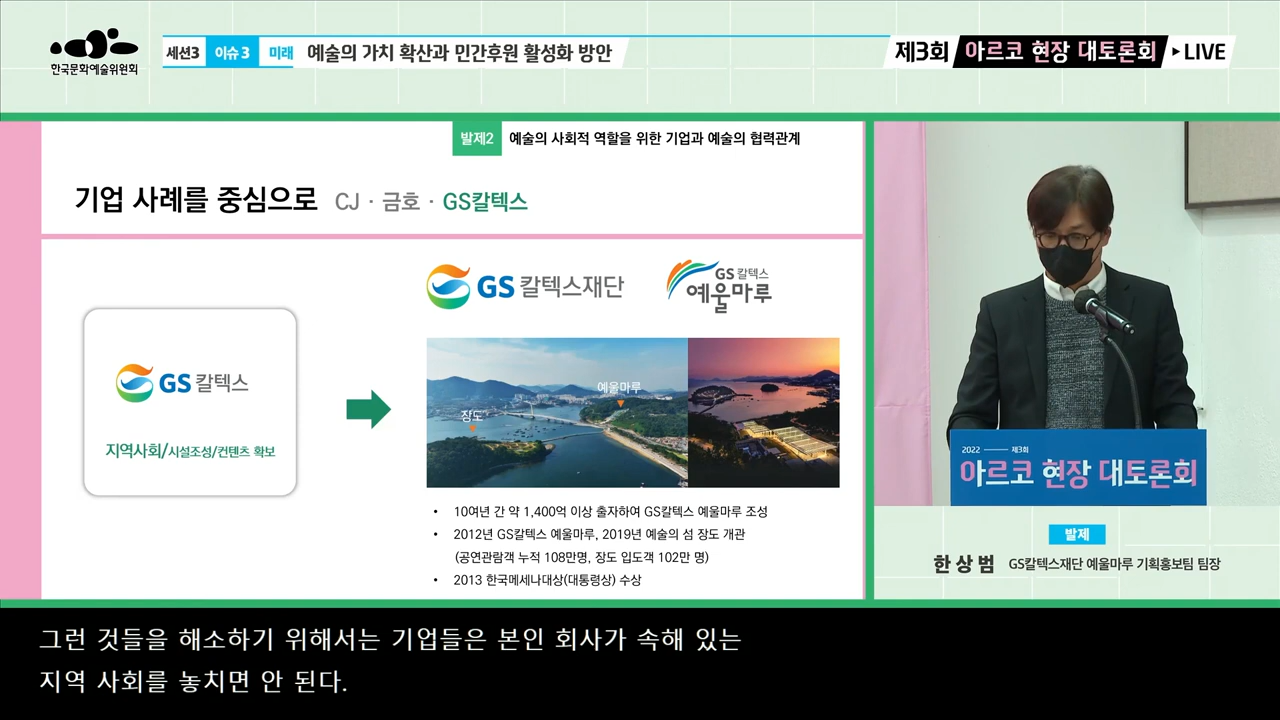 한국문화예술위원회
세션3 이슈 3 미래 예술의 가치 확산과 민간후원 활성화 방안
제3회 아르코 현장 대토론회 LIVE
발제2 예술의 사회적 역할을 위한 기업과 예술의 협력관계
기업 사례를 중심으로 CJ · 금호 · GS칼텍스
GS 칼텍스
지역사회/시설조성/컨텐츠 확보
GS 칼텍스재단
GS 칼텍스
예울마루
장도
예울마루
• 10여년 간 약 1,400억 이상 출자하여 GS칼텍스 예울마루 조성
• 2012년 GS칼텍스 예울마루, 2019년 예술의 섬 장도 개관
(공연관람객 누적 108만명, 장도 입도객 102만 명)
• 2013 한국메세나대상(대통령상) 수상
2022 제3회
아르코 현장 대토론회
발제
한상범 GS칼텍스재단 예울마루 기획홍보팀 팀장
그런 것들을 해소하기 위해서는 기업들은 본인 회사가 속해 있는
지역 사회를 놓치면 안 된다.